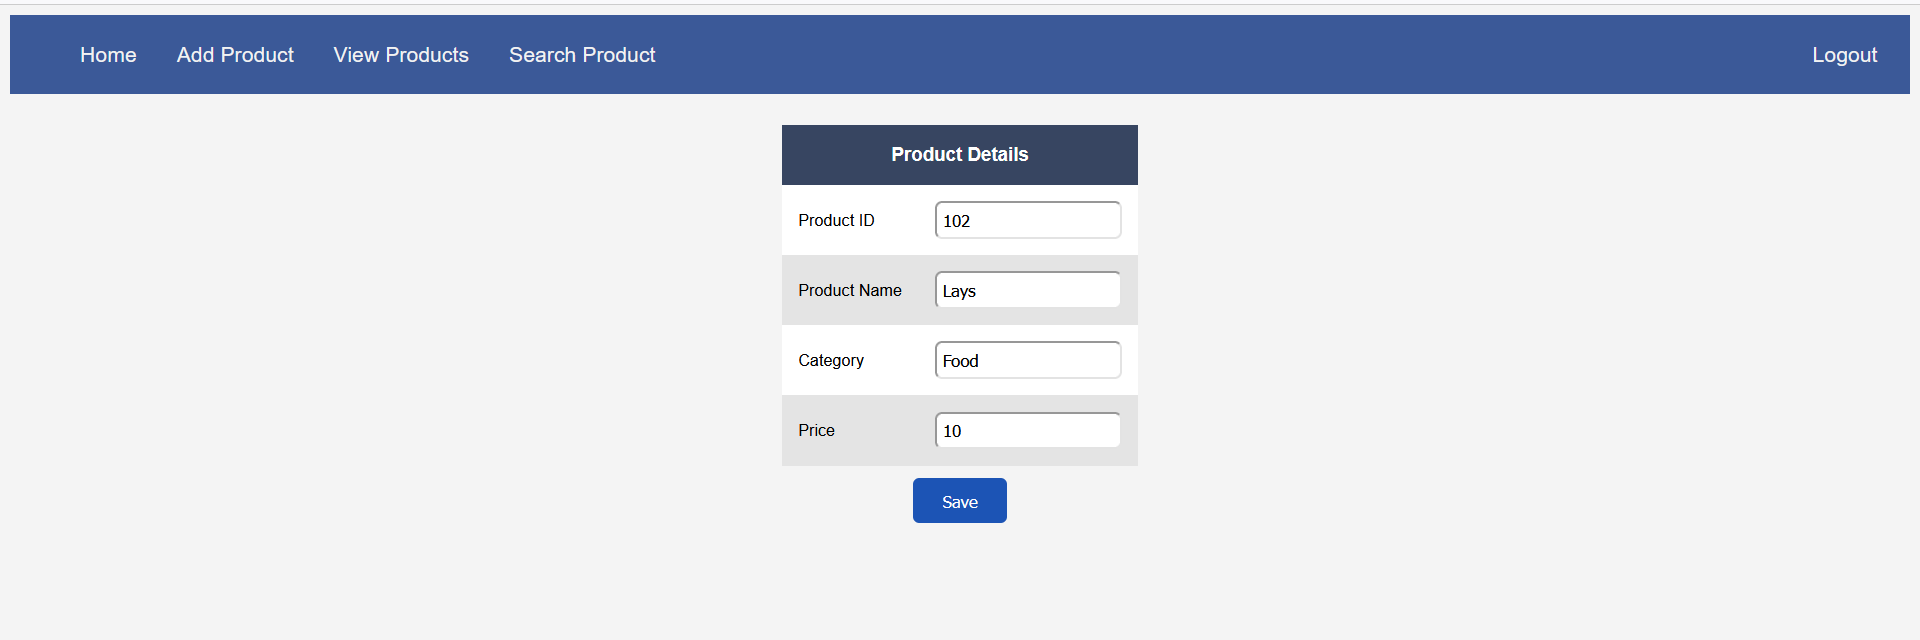 Home Add Product View Products Search Product Logout
Product Details
Product ID 102
Product Name Lays
Category Food
Price 10
Save